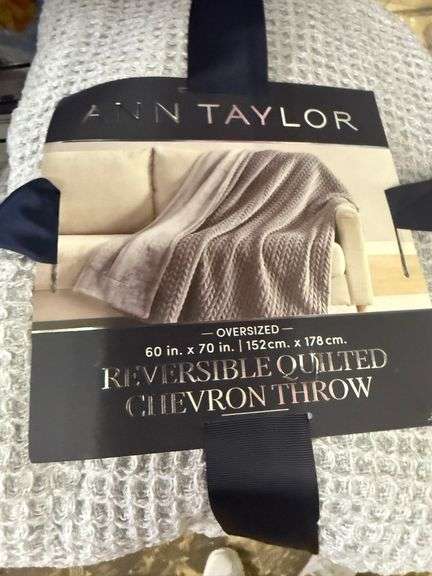 ANN TAYLOR
— OVERSIZED —
60 in. x 70 in. | 152 cm. x 178 cm.
REVERSIBLE QUILTED
CHEVRON THROW